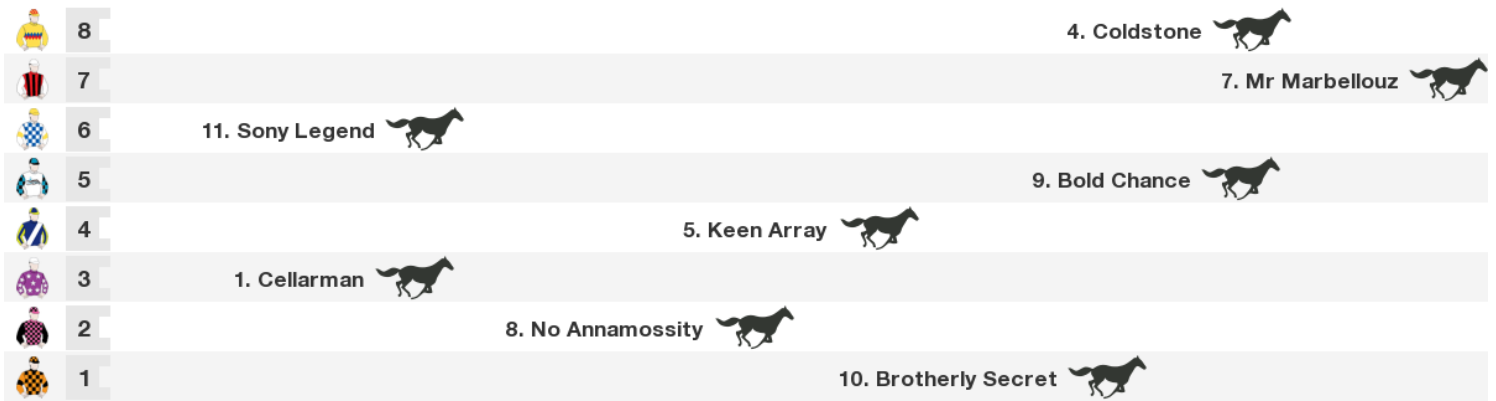 8 4. Coldstone
7 7. Mr Marbellouz
6 11. Sony Legend
5 9. Bold Chance
4 5. Keen Array
3 1. Cellarman
2 8. No Annamossity
1 10. Brotherly Secret